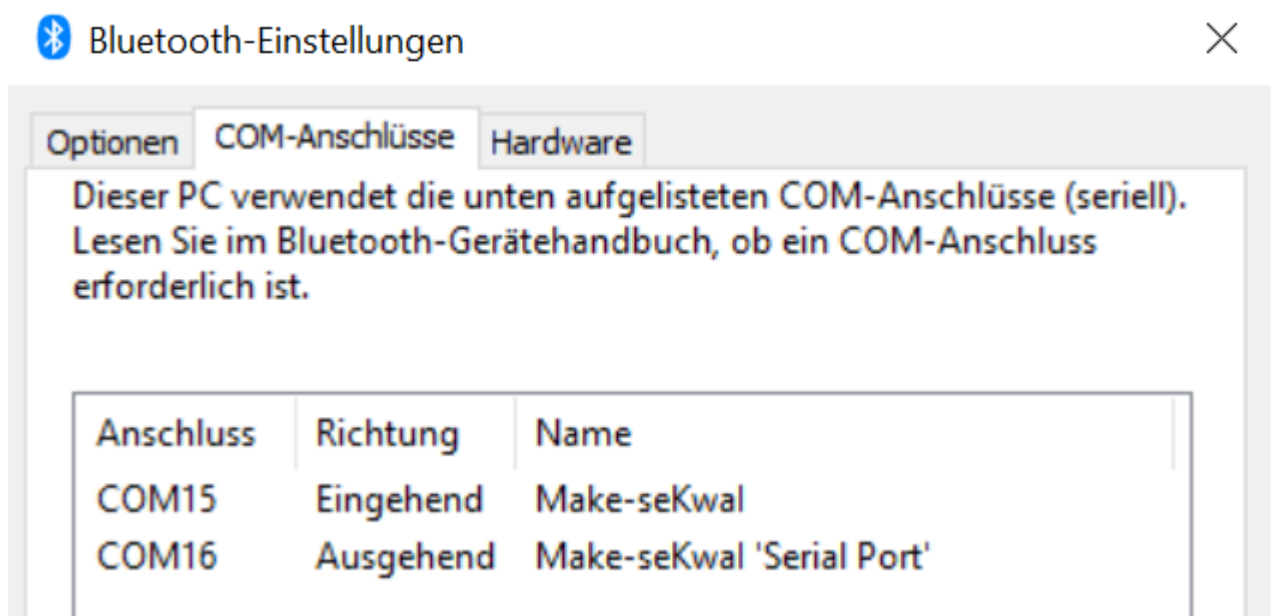 Bluetooth-Einstellungen
Optionen COM-Anschlüsse Hardware
Dieser PC verwendet die unten aufgelisteten COM-Anschlüsse (seriell).
Lesen Sie im Bluetooth-Gerätehandbuch, ob ein COM-Anschluss
erforderlich ist.
Anschluss Richtung Name
COM15 Eingehend Make-seKwal
COM16 Ausgehend Make-seKwal 'Serial Port'